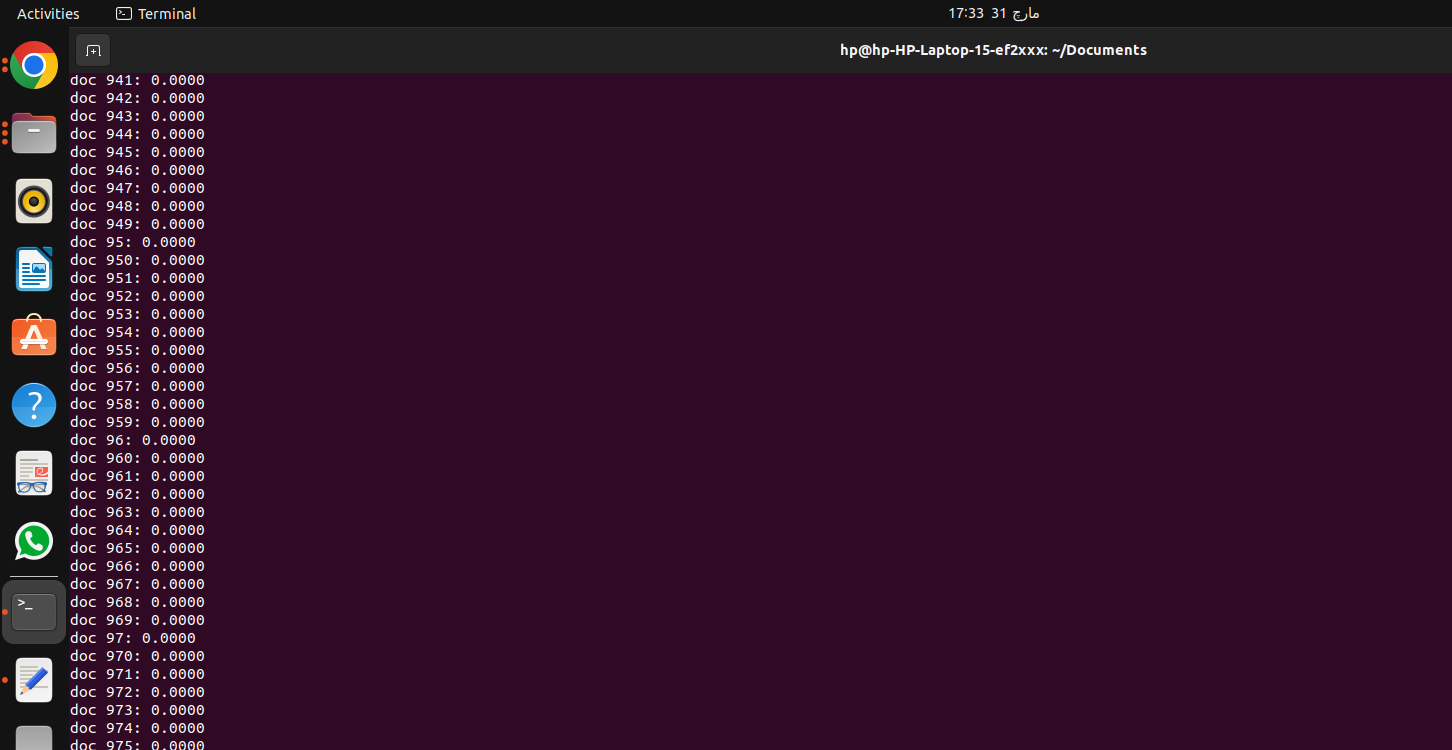 Activities
Terminal
17:33 31 مارچ
hp@hp-HP-Laptop-15-ef2xxx: ~/Documents
doc 941: 0.0000
doc 942: 0.0000
doc 943: 0.0000
doc 944: 0.0000
doc 945: 0.0000
doc 946: 0.0000
doc 947: 0.0000
doc 948: 0.0000
doc 949: 0.0000
doc 95: 0.0000
doc 950: 0.0000
doc 951: 0.0000
doc 952: 0.0000
doc 953: 0.0000
doc 954: 0.0000
doc 955: 0.0000
doc 956: 0.0000
doc 957: 0.0000
doc 958: 0.0000
doc 959: 0.0000
doc 96: 0.0000
doc 960: 0.0000
doc 961: 0.0000
doc 962: 0.0000
doc 963: 0.0000
doc 964: 0.0000
doc 965: 0.0000
doc 966: 0.0000
doc 967: 0.0000
doc 968: 0.0000
doc 969: 0.0000
doc 97: 0.0000
doc 970: 0.0000
doc 971: 0.0000
doc 972: 0.0000
doc 973: 0.0000
doc 974: 0.0000
doc 975: 0.0000